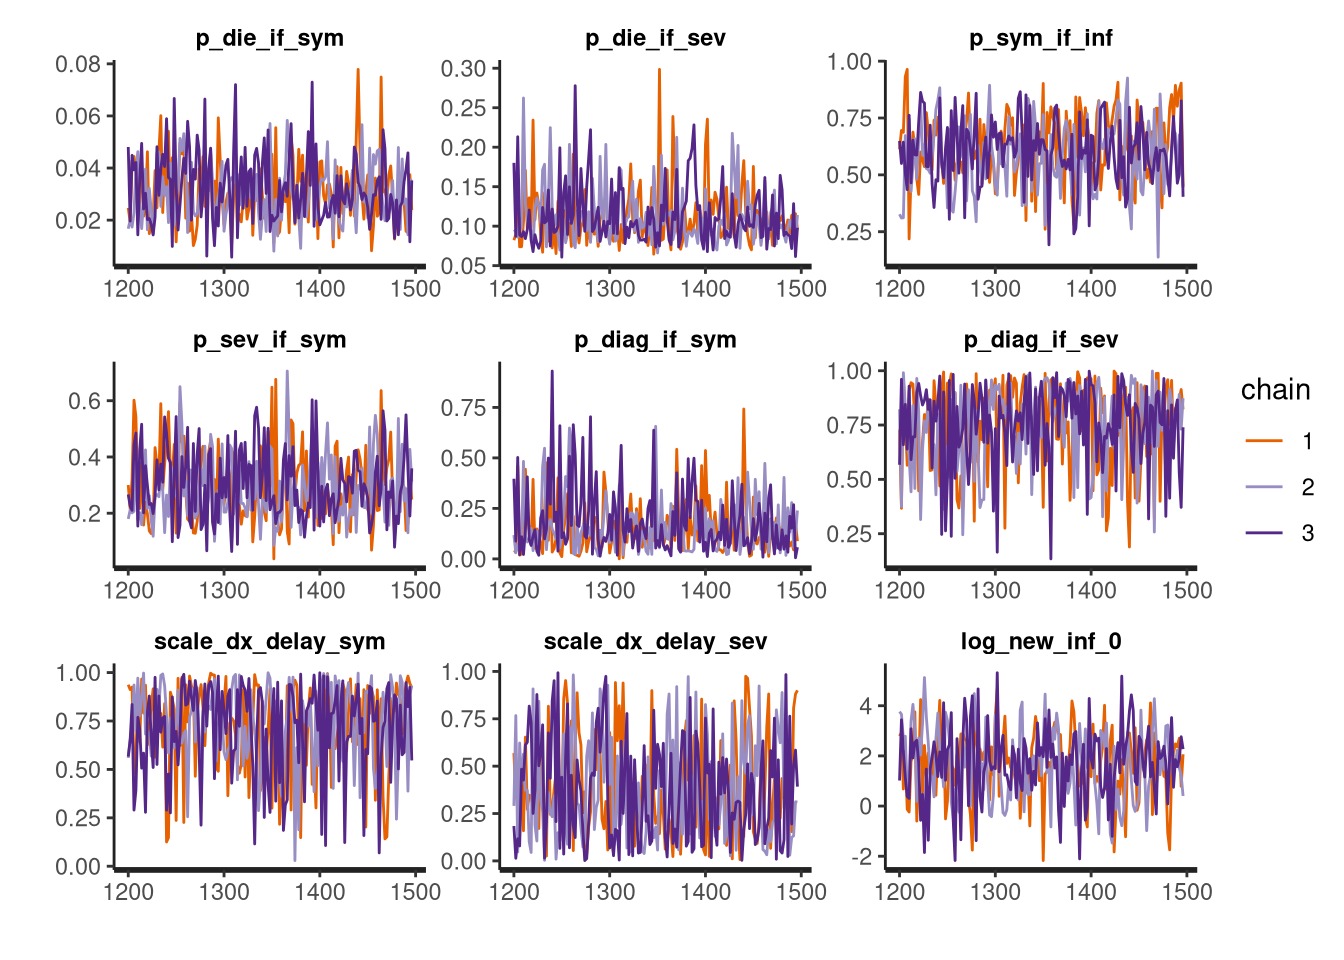 p_die_if_sym p_die_if_sev p_sym_if_inf
0.08 0.06 0.04 0.02
0.30 0.25 0.20 0.15 0.10 0.05
1.00 0.75 0.50 0.25
1200 1300 1400 1500 1200 1300 1400 1500 1200 1300 1400 1500
p_sev_if_sym p_diag_if_sym p_diag_if_sev
0.6 0.4 0.2
0.75 0.50 0.25 0.00
1.00 0.75 0.50 0.25
1200 1300 1400 1500 1200 1300 1400 1500 1200 1300 1400 1500
scale_dx_delay_sym scale_dx_delay_sev log_new_inf_0
1.00 0.75 0.50 0.25 0.00
1.00 0.75 0.50 0.25 0.00
4 2 0 -2
1200 1300 1400 1500 1200 1300 1400 1500 1200 1300 1400 1500
chain
1
2
3